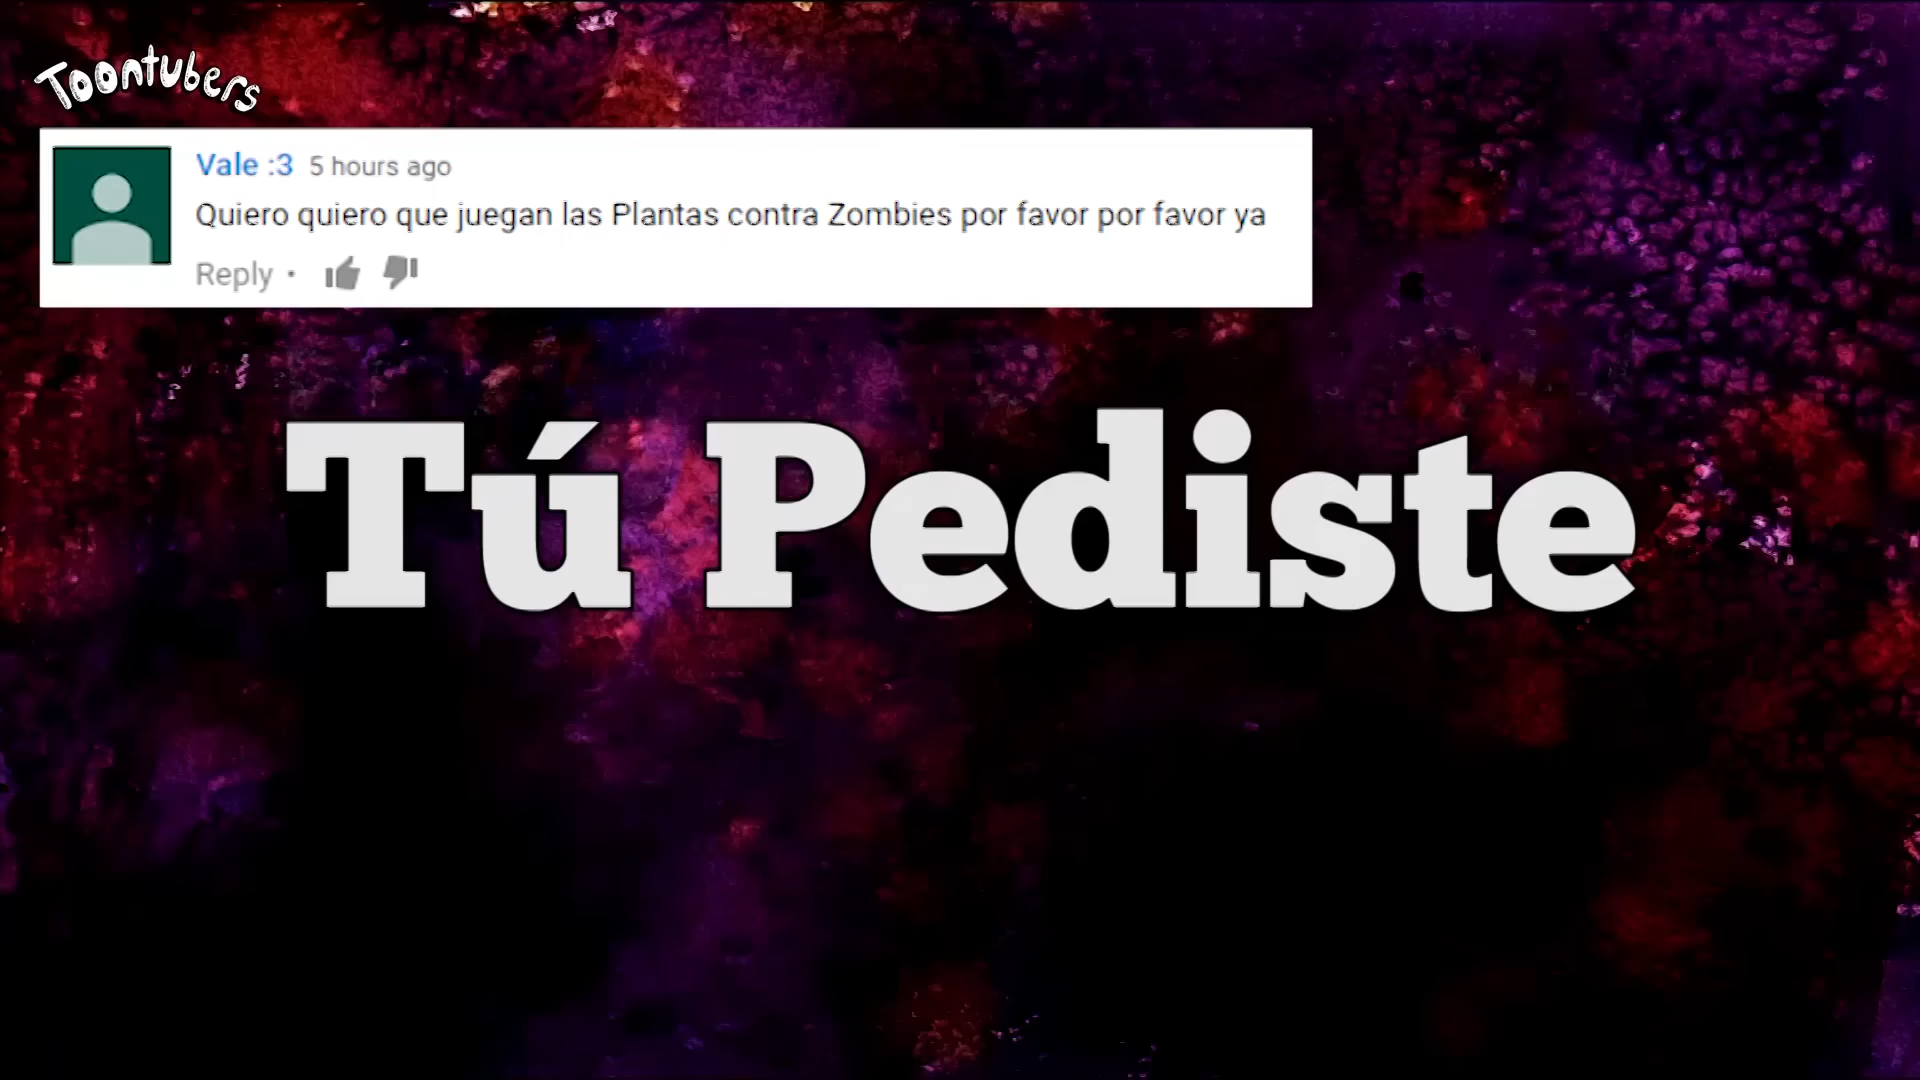 Toontubers
Vale :3 5 hours ago
Quiero quiero que juegan las Plantas contra Zombies por favor por favor ya
Reply •
Tú Pediste